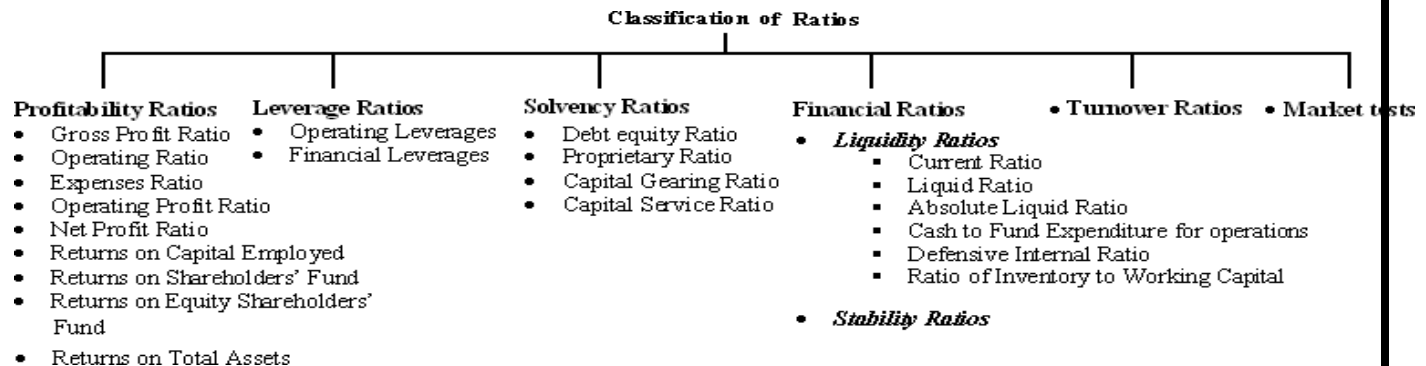 Classification of Ratios
Profitability Ratios
• Gross Profit Ratio
• Operating Ratio
• Expenses Ratio
• Operating Profit Ratio
• Net Profit Ratio
• Returns on Capital Employed
• Returns on Shareholders' Fund
• Returns on Equity Shareholders'
Fund
• Returns on Total Assets
Leverage Ratios
• Operating Leverages
• Financial Leverages
Solvency Ratios
• Debt equity Ratio
• Proprietary Ratio
• Capital Gearing Ratio
• Capital Service Ratio
Financial Ratios
• Liquidity Ratios
▪ Current Ratio
▪ Liquid Ratio
▪ Absolute Liquid Ratio
▪ Cash to Fund Expenditure for operations
▪ Defensive Internal Ratio
▪ Ratio of Inventory to Working Capital
• Stability Ratios
• Turnover Ratios
• Market tests